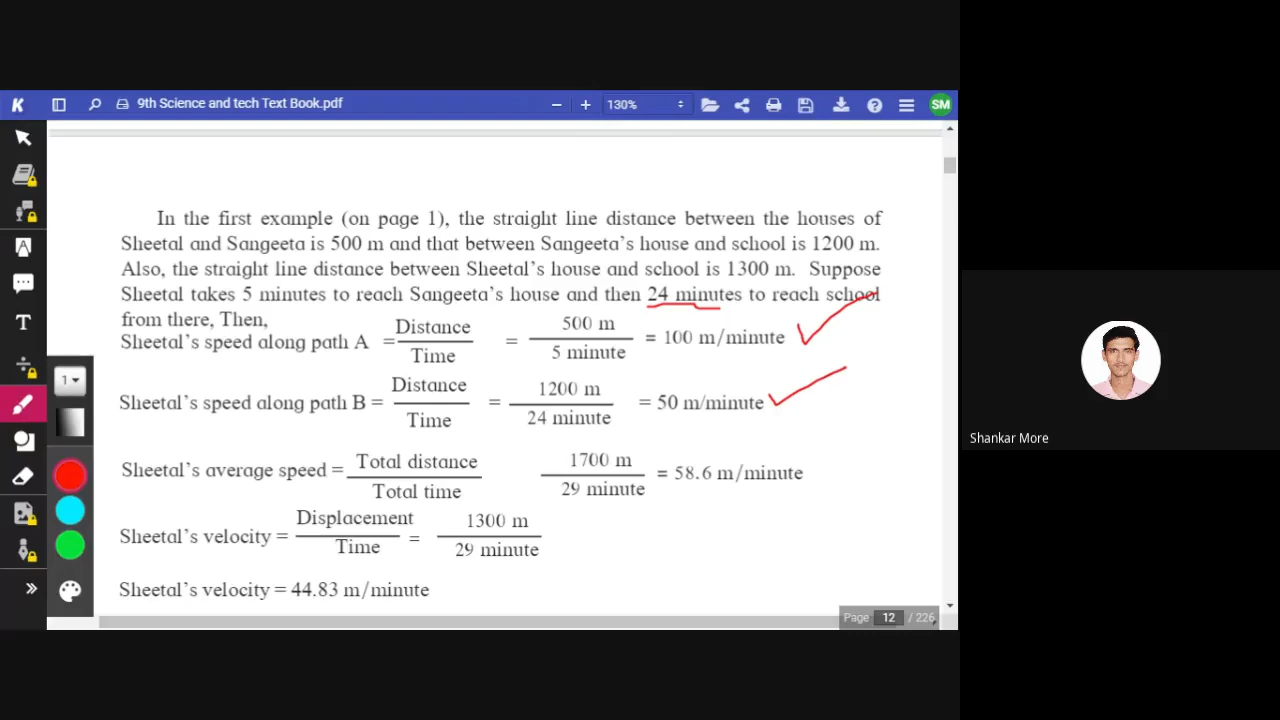 K 9th Science and tech Text Book.pdf − + 130% SM
In the first example (on page 1), the straight line distance between the houses of
Sheetal and Sangeeta is 500 m and that between Sangeeta's house and school is 1200 m.
Also, the straight line distance between Sheetal's house and school is 1300 m. Suppose
Sheetal takes 5 minutes to reach Sangeeta's house and then 24 minutes to reach school
from there, Then,
Sheetal's speed along path A = Distance / Time = 500 m / 5 minute = 100 m/minute
Sheetal's speed along path B = Distance / Time = 1200 m / 24 minute = 50 m/minute
Sheetal's average speed = Total distance / Total time 1700 m / 29 minute = 58.6 m/minute
Sheetal's velocity = Displacement / Time = 1300 m / 29 minute
Sheetal's velocity = 44.83 m/minute
T
1
Page 12 / 226
Shankar More